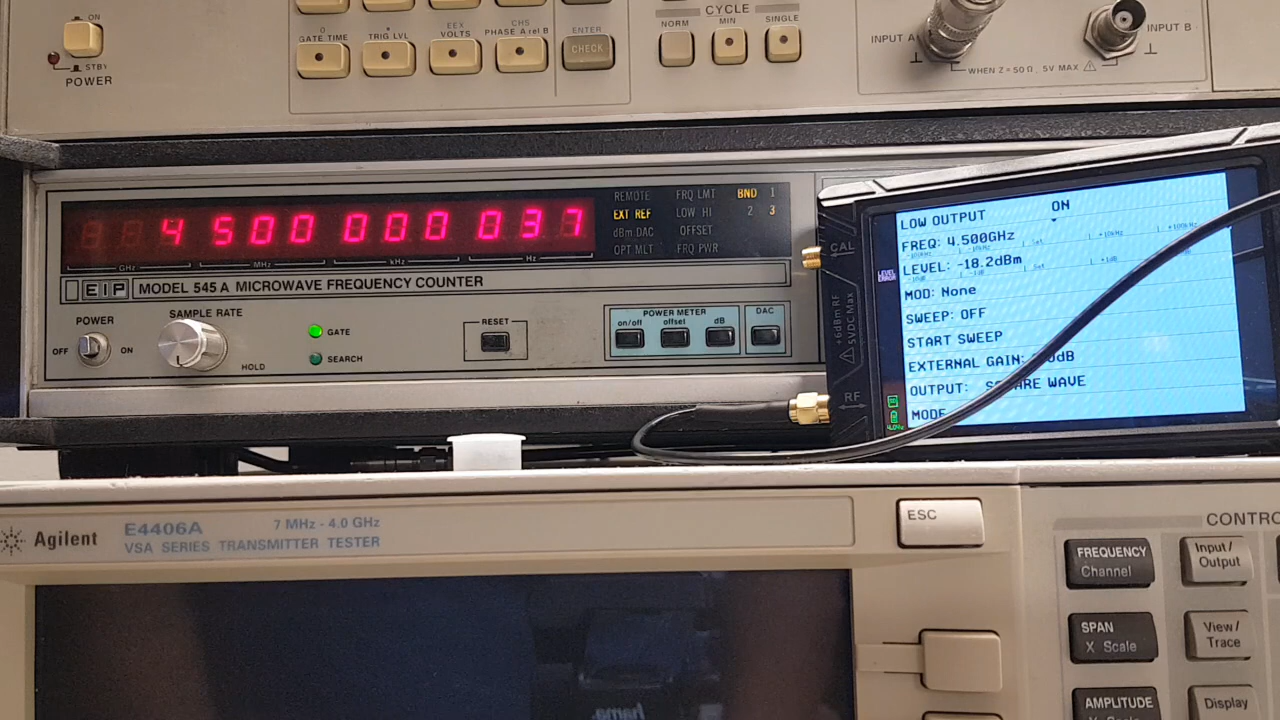 ON
STBY
POWER
O
GATE TIME
TRIG LVL
EEX
VOLTS
CHS
PHASE A rel B
ENTER
CHECK
CYCLE
NORM
MIN
SINGLE
INPUT A
INPUT B
WHEN Z = 50 Ω, 5V MAX
4 500 000 037
GHz
MHz
kHz
Hz
REMOTE
FRQ LMT
BND 1
EXT REF
LOW HI
2 3
dBm DAC
OFFSET
OPT MLT
FRQ PWR
EIP
MODEL 545 A MICROWAVE FREQUENCY COUNTER
POWER
OFF
ON
SAMPLE RATE
HOLD
GATE
SEARCH
RESET
POWER METER
on/off
offset
dB
DAC
CAL
+6dBm RF
5VDC Max
RF
LEVEL
ERROR
LOW OUTPUT ON
FREQ: 4.500GHz
LEVEL: -18.2dBm
MOD: None
SWEEP: OFF
START SWEEP
EXTERNAL GAIN:
OUTPUT: WAVE
MODE
Agilent
E4406A
7 MHz - 4.0 GHz
VSA SERIES TRANSMITTER TESTER
ESC
FREQUENCY
Channel
Input/
Output
SPAN
X Scale
View/
Trace
AMPLITUDE
Display
hama.